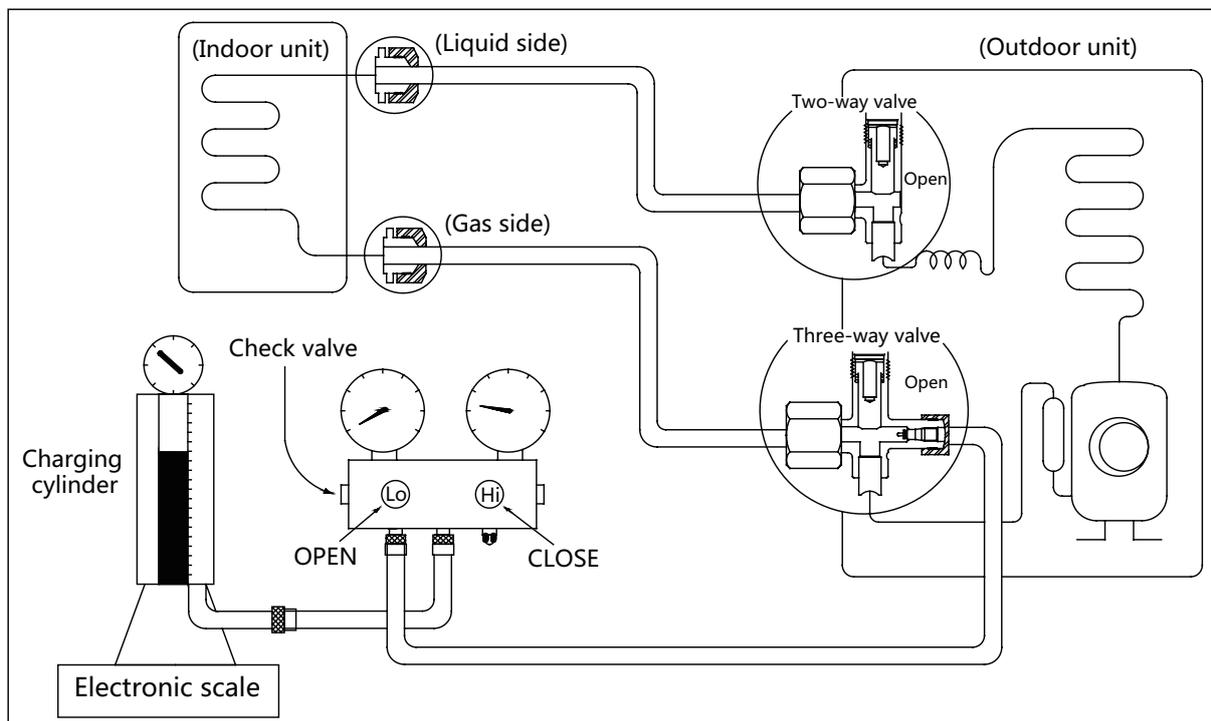 (Indoor unit)
(Liquid side)
(Outdoor unit)
Two-way valve
Open
(Gas side)
Three-way valve
Open
Check valve
Charging
cylinder
Lo
Hi
OPEN
CLOSE
Electronic scale